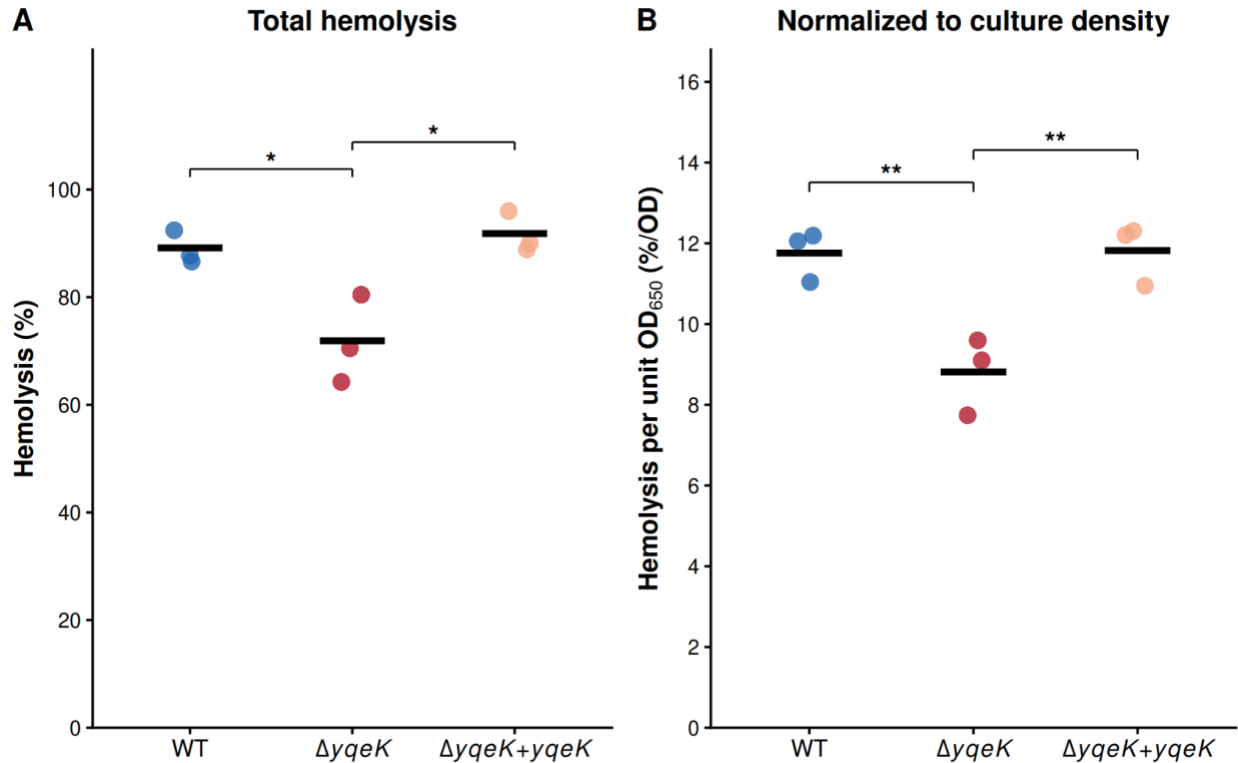 A
Total hemolysis
Hemolysis (%)
100
80
60
40
20
0
*
*
WT
ΔyqeK
ΔyqeK+yqeK
B
Normalized to culture density
Hemolysis per unit OD₆₅₀ (%/OD)
16
14
12
10
8
6
4
2
0
**
**
WT
ΔyqeK
ΔyqeK+yqeK